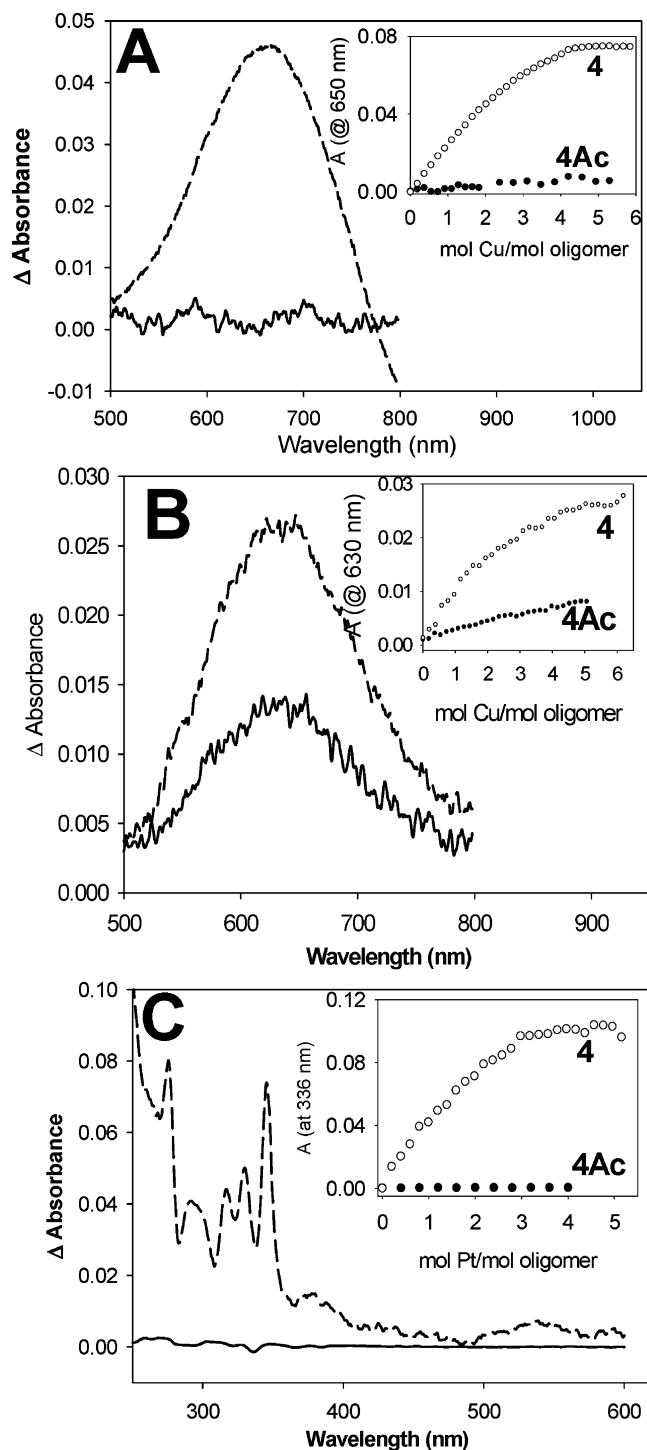 A
Δ Absorbance
0.05
0.04
0.03
0.02
0.01
0.00
-0.01
500 600 700 800 900 1000
Wavelength (nm)
A (@ 650 nm)
0.08
0.04
0.00
4
4Ac
0 1 2 3 4 5 6
mol Cu/mol oligomer
B
Δ Absorbance
0.030
0.025
0.020
0.015
0.010
0.005
0.000
500 600 700 800 900
Wavelength (nm)
A (@ 630 nm)
0.03
0.02
0.01
0.00
4
4Ac
0 1 2 3 4 5 6
mol Cu/mol oligomer
C
Δ Absorbance
0.10
0.08
0.06
0.04
0.02
0.00
300 400 500 600
Wavelength (nm)
A (at 336 nm)
0.12
0.08
0.04
0.00
4
4Ac
0 1 2 3 4 5
mol Pt/mol oligomer